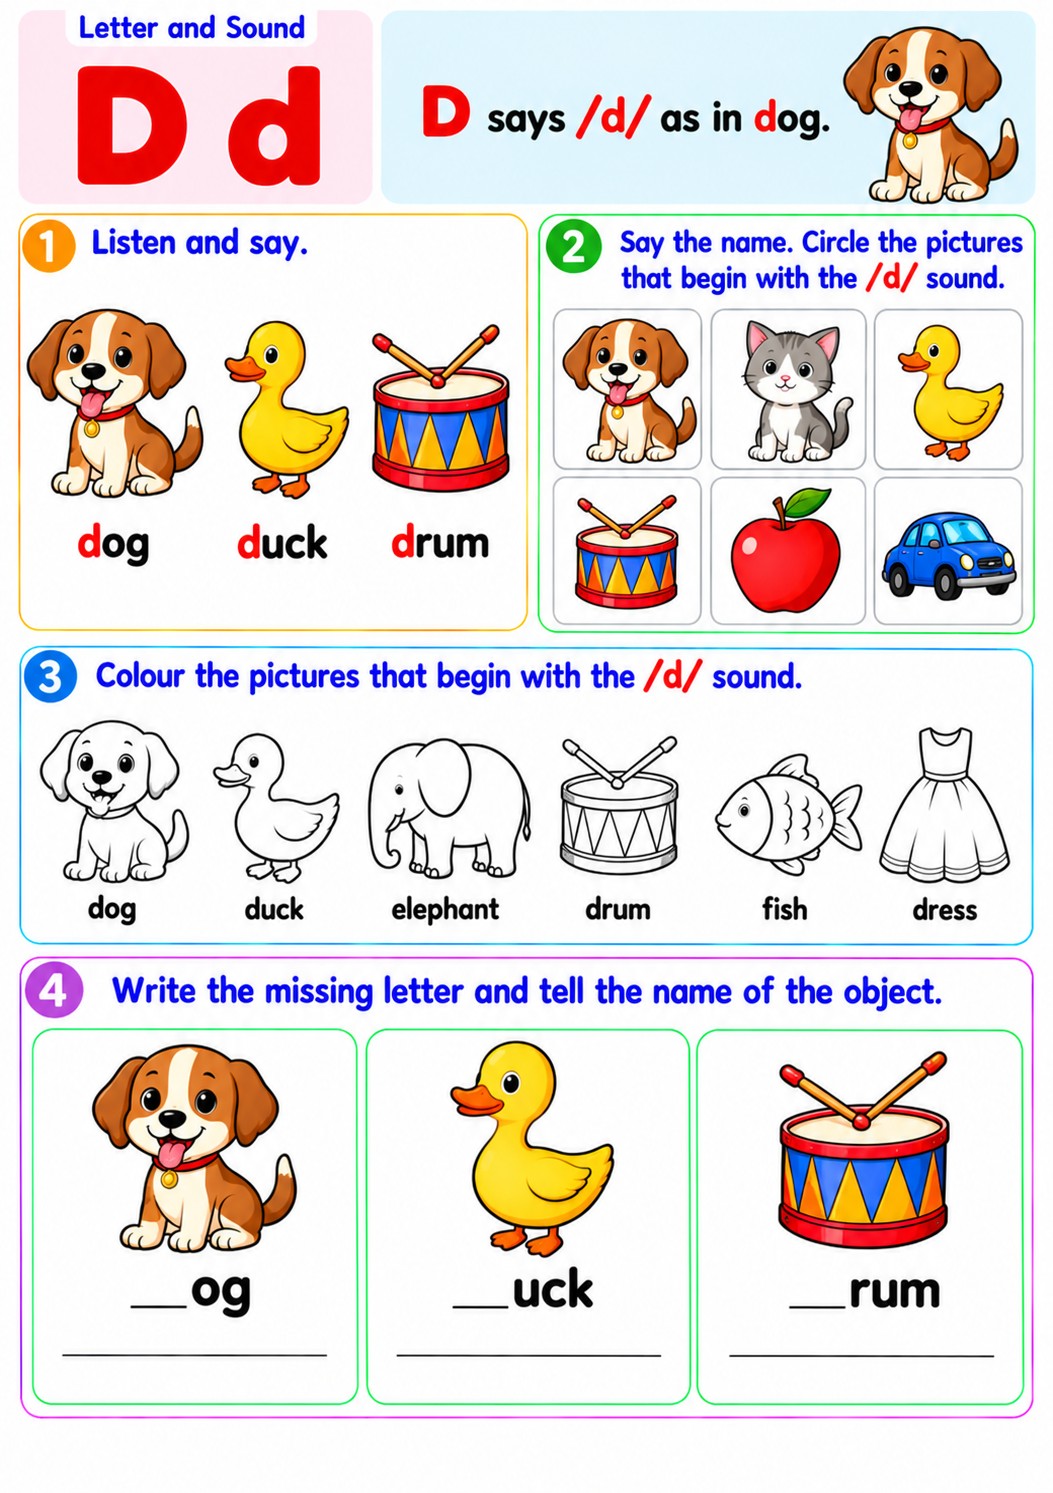 Letter and Sound
D d
D says /d/ as in dog.
1 Listen and say.
dog duck drum
2 Say the name. Circle the pictures
that begin with the /d/ sound.
3 Colour the pictures that begin with the /d/ sound.
dog duck elephant drum fish dress
4 Write the missing letter and tell the name of the object.
__og __uck __rum